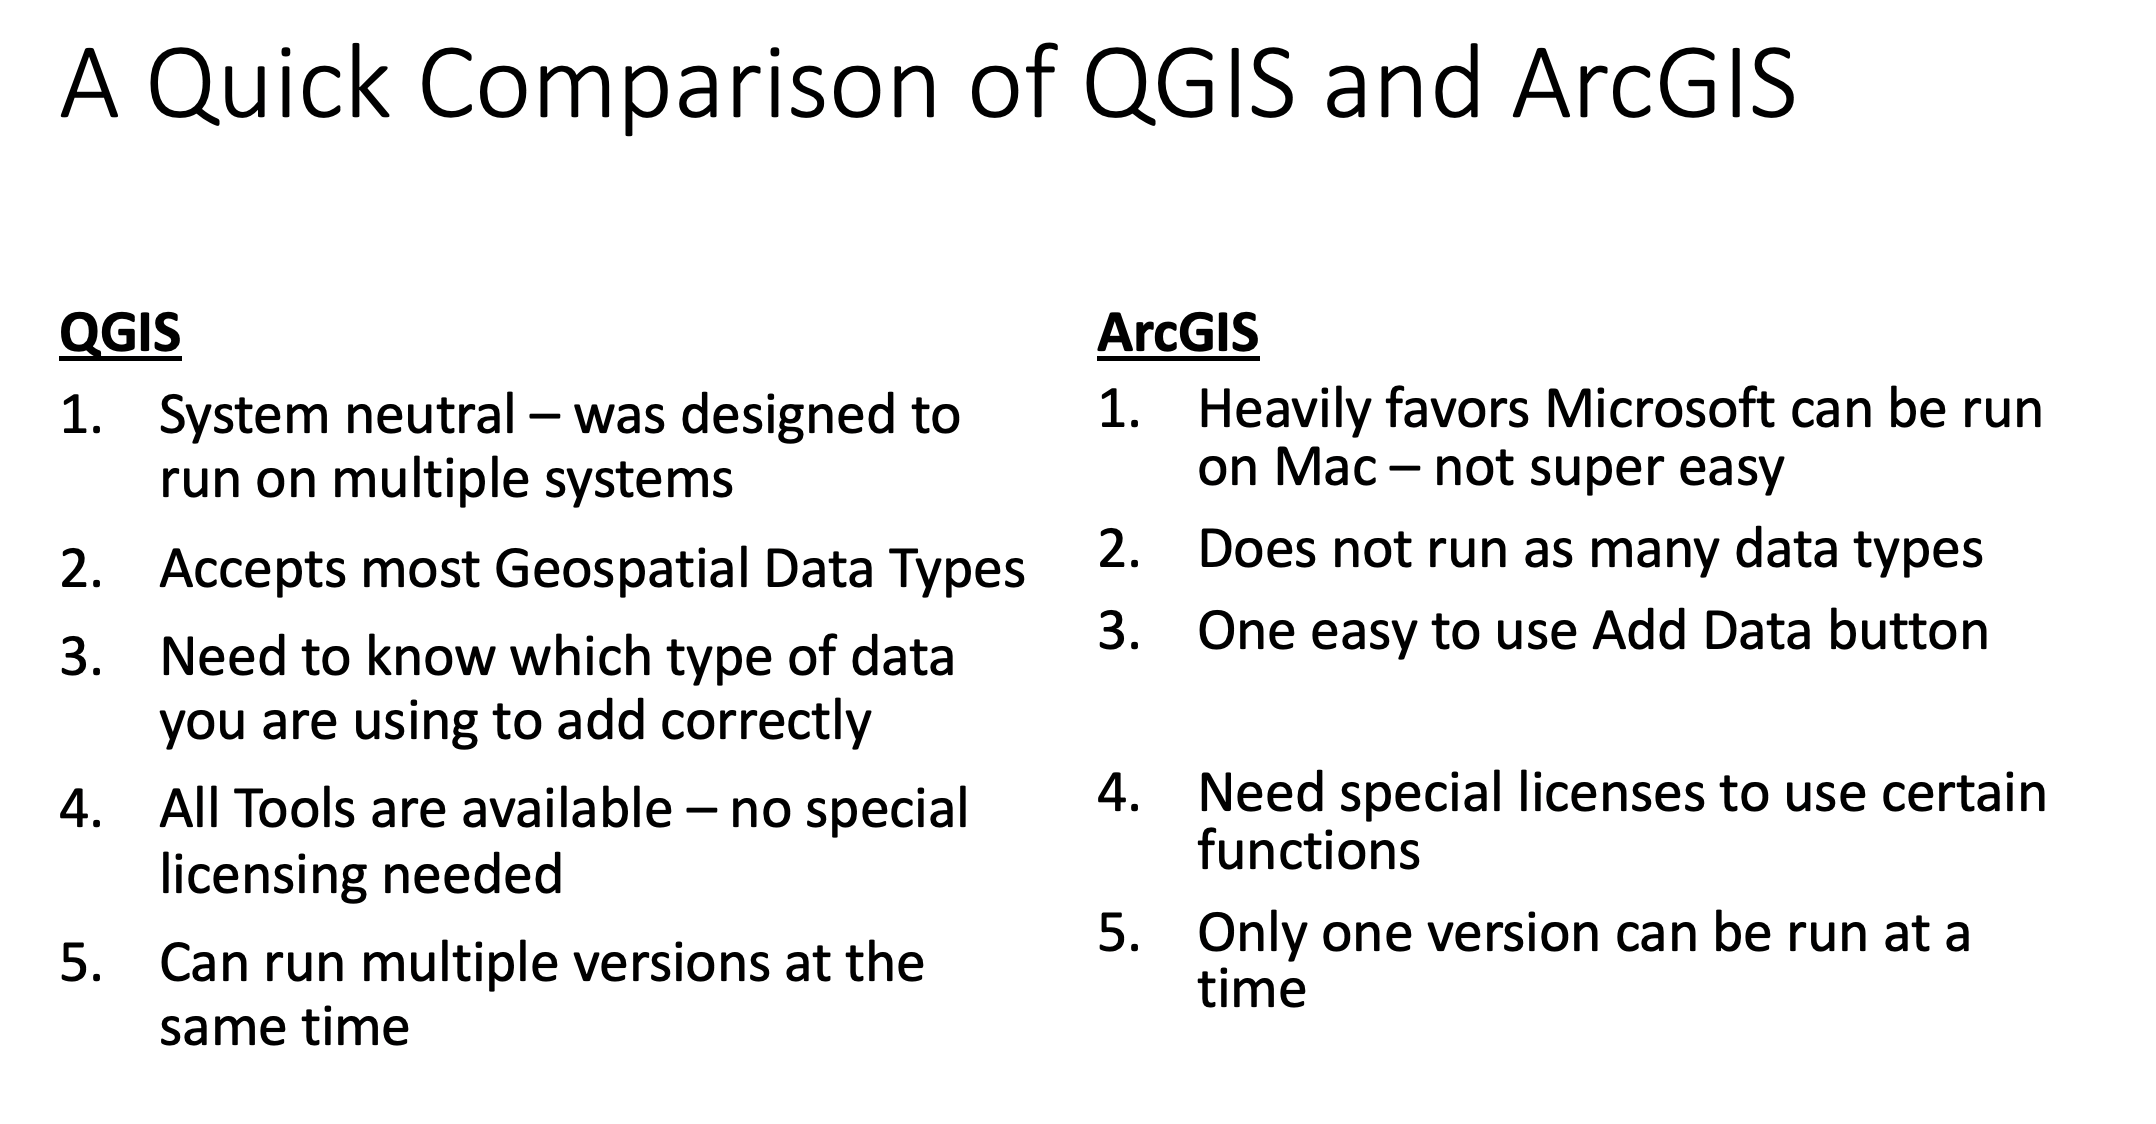 A Quick Comparison of QGIS and ArcGIS
QGIS
1. System neutral – was designed to
run on multiple systems
2. Accepts most Geospatial Data Types
3. Need to know which type of data
you are using to add correctly
4. All Tools are available – no special
licensing needed
5. Can run multiple versions at the
same time
ArcGIS
1. Heavily favors Microsoft can be run
on Mac – not super easy
2. Does not run as many data types
3. One easy to use Add Data button
4. Need special licenses to use certain
functions
5. Only one version can be run at a
time